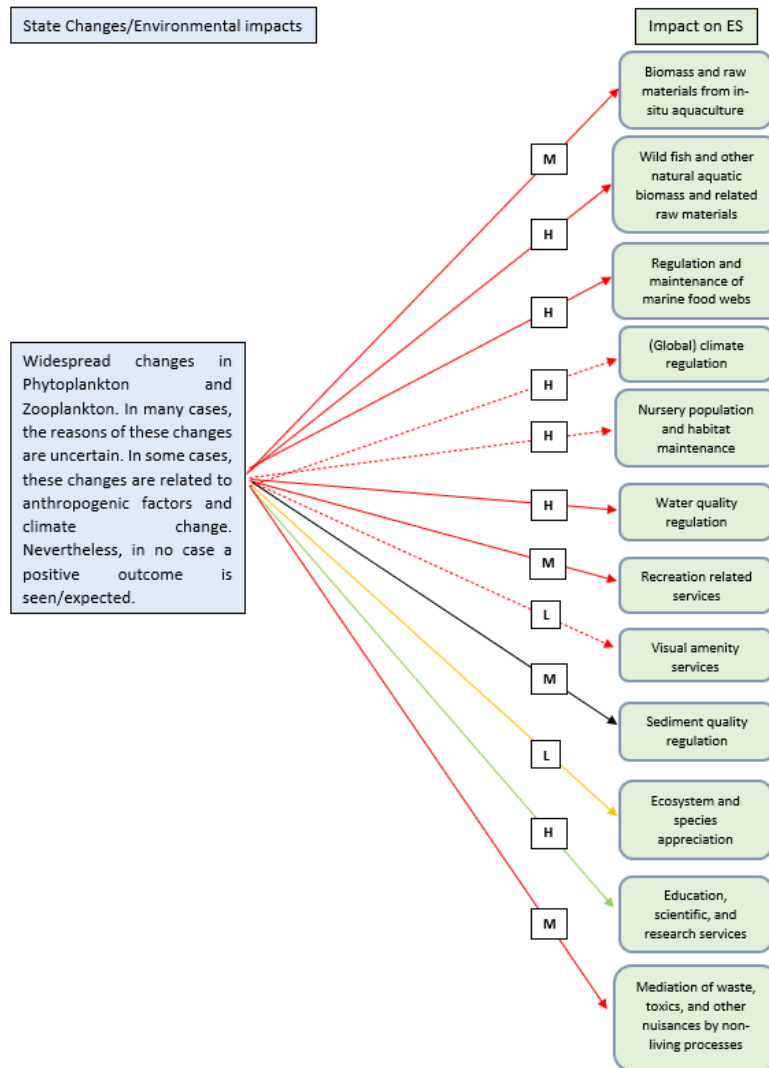 State Changes/Environmental impacts
Impact on ES
Biomass and raw
materials from in-
situ aquaculture
M
Wild fish and other
natural aquatic
biomass and related
raw materials
H
Regulation and
maintenance of
marine food webs
H
(Global) climate
regulation
H
Nursery population
and habitat
maintenance
H
Widespread changes in
Phytoplankton and
Zooplankton. In many cases,
the reasons of these changes
are uncertain. In some cases,
these changes are related to
anthropogenic factors and
climate change.
Nevertheless, in no case a
positive outcome is
seen/expected.
Water quality
regulation
H
Recreation related
services
M
Visual amenity
services
L
Sediment quality
regulation
M
Ecosystem and
species
appreciation
L
Education,
scientific, and
research services
H
Mediation of waste,
toxics, and other
nuisances by non-
living processes
M